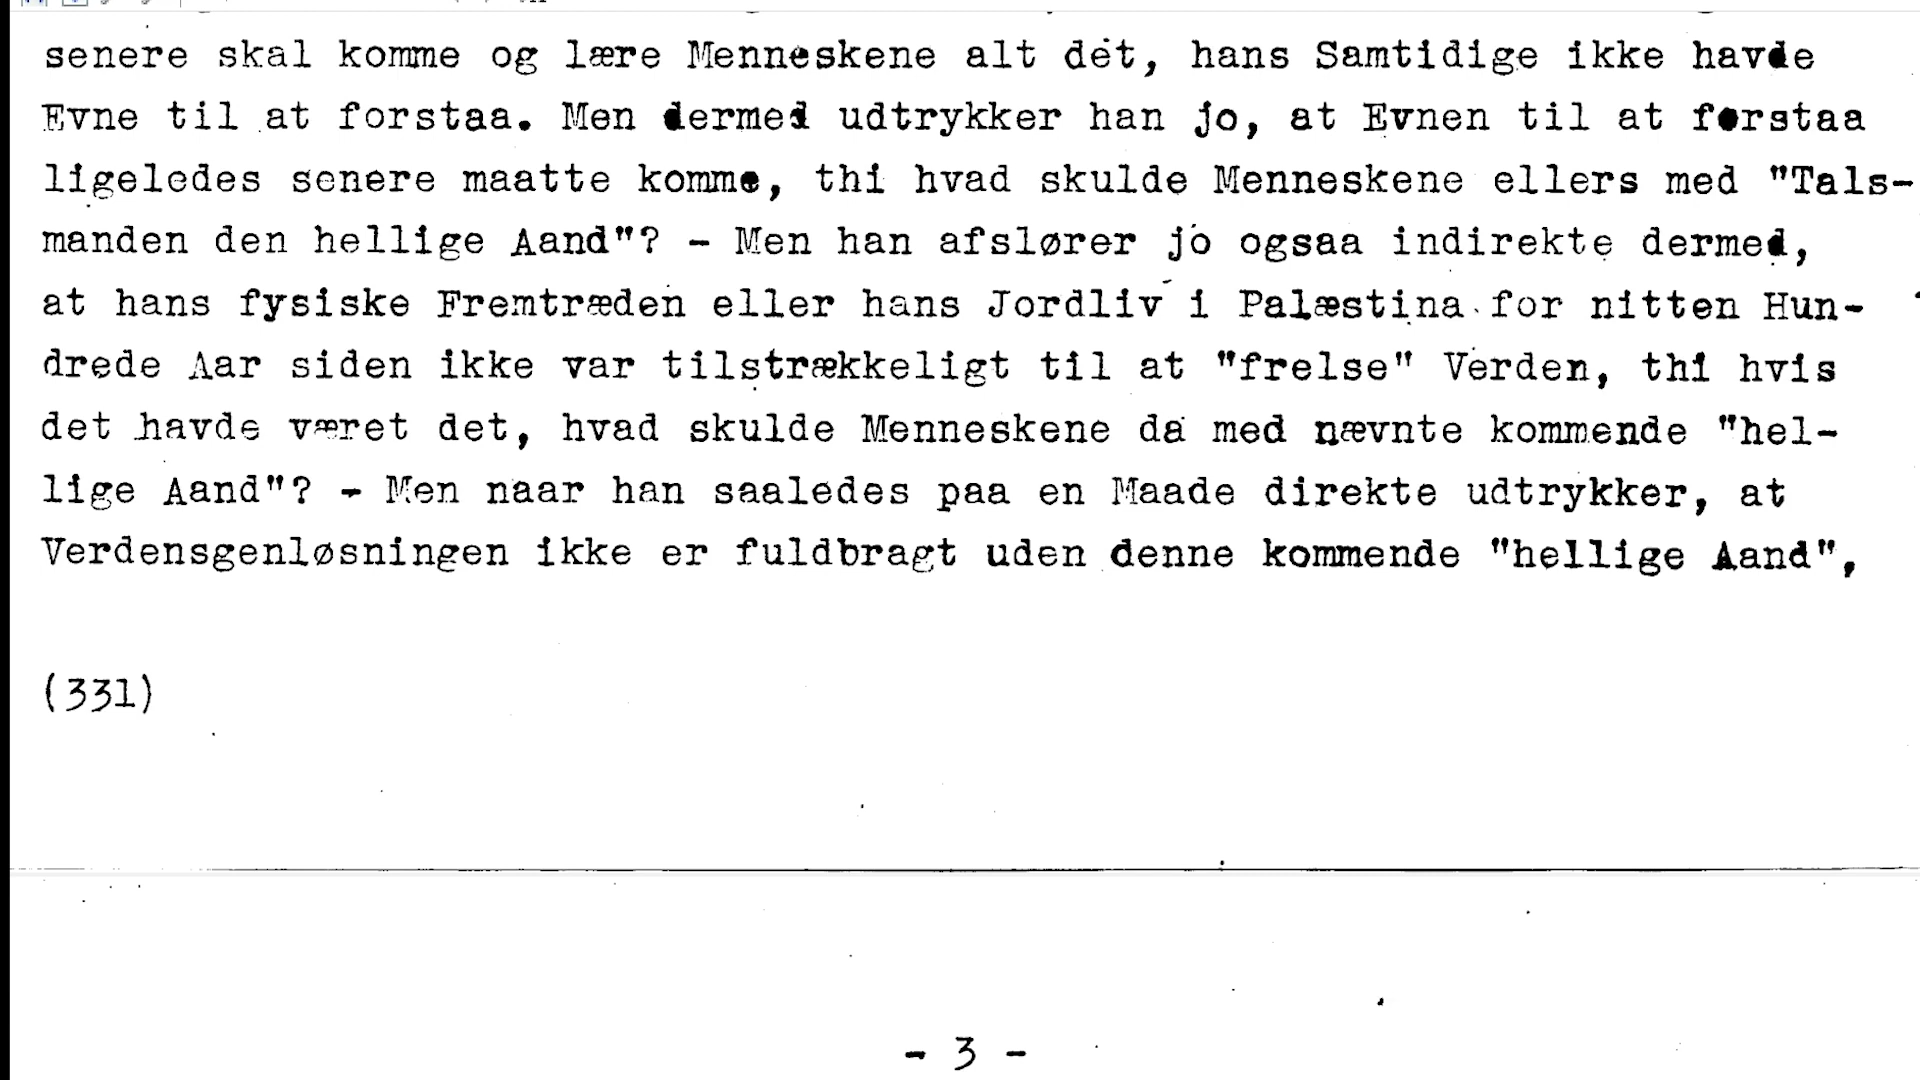 senere skal komme og lære Menneskene alt det, hans Samtidige ikke havde
Evne til at forstaa. Men dermed udtrykker han jo, at Evnen til at forstaa
ligeledes senere maatte komme, thi hvad skulde Menneskene ellers med "Tals-
manden den hellige Aand"? - Men han afslører jo ogsaa indirekte dermed,
at hans fysiske Fremtræden eller hans Jordliv i Palæstina for nitten Hun-
drede Aar siden ikke var tilstrækkeligt til at "frelse" Verden, thi hvis
det havde været det, hvad skulde Menneskene da med nævnte kommende "hel-
lige Aand"? - Men naar han saaledes paa en Maade direkte udtrykker, at
Verdensgenløsningen ikke er fuldbragt uden denne kommende "hellige Aand",
(331)
- 3 -